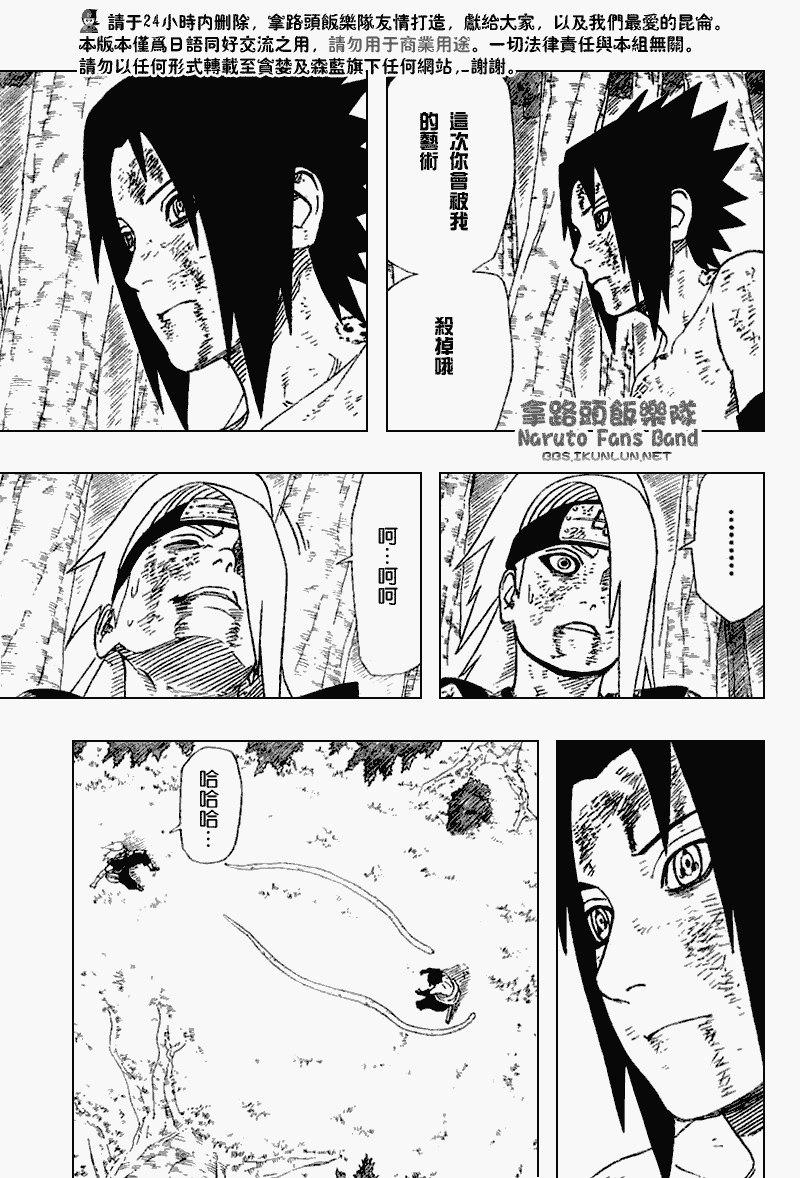 請于24小時内刪除，拿路頭飯樂隊友情打造，獻給大家，以及我們最愛的昆侖。
本版本僅爲日語同好交流之用，請勿用于商業用途。一切法律責任與本組無關。
請勿以任何形式轉載至貪婪及森藍旗下任何網站，-謝謝。
這次你會被我
的藝術
殺掉哦
拿路頭飯樂隊
Naruto Fans Band
BBS.IKUNLUN.NET
………
呵…呵呵
哈哈哈…